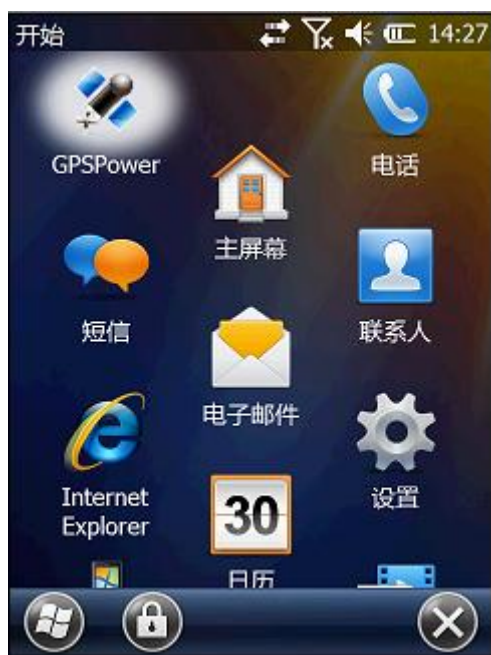 开始 14:27
GPSPower
电话
主屏幕
短信
联系人
电子邮件
Internet
Explorer
设置
30
日历